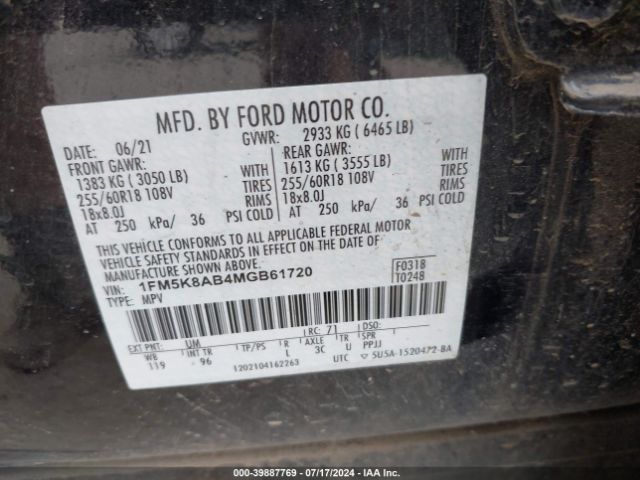 MFD. BY FORD MOTOR CO.
DATE: 06/21 GVWR: 2933 KG ( 6465 LB)
FRONT GAWR: REAR GAWR:
1383 KG ( 3050 LB) WITH 1613 KG ( 3555 LB) WITH
255/60R18 108V TIRES 255/60R18 108V TIRES
18x8.0J RIMS 18x8.0J RIMS
AT 250 kPa/ 36 PSI COLD AT 250 kPa/ 36 PSI COLD
THIS VEHICLE CONFORMS TO ALL APPLICABLE FEDERAL MOTOR
VEHICLE SAFETY STANDARDS IN EFFECT ON THE DATE OF
MANUFACTURE SHOWN ABOVE.
VIN: 1FM5K8AB4MGB61720 F0318
TYPE: MPV T0248
EXT PNT: UM RC: 71 DSO:
WB INT TR TP/PS R AXLE TR SPR
119 96 L 3C U PPJJ
1202104162263 UTC 5U5A-1520472-BA
000-39887769 - 07/17/2024 - IAA Inc.